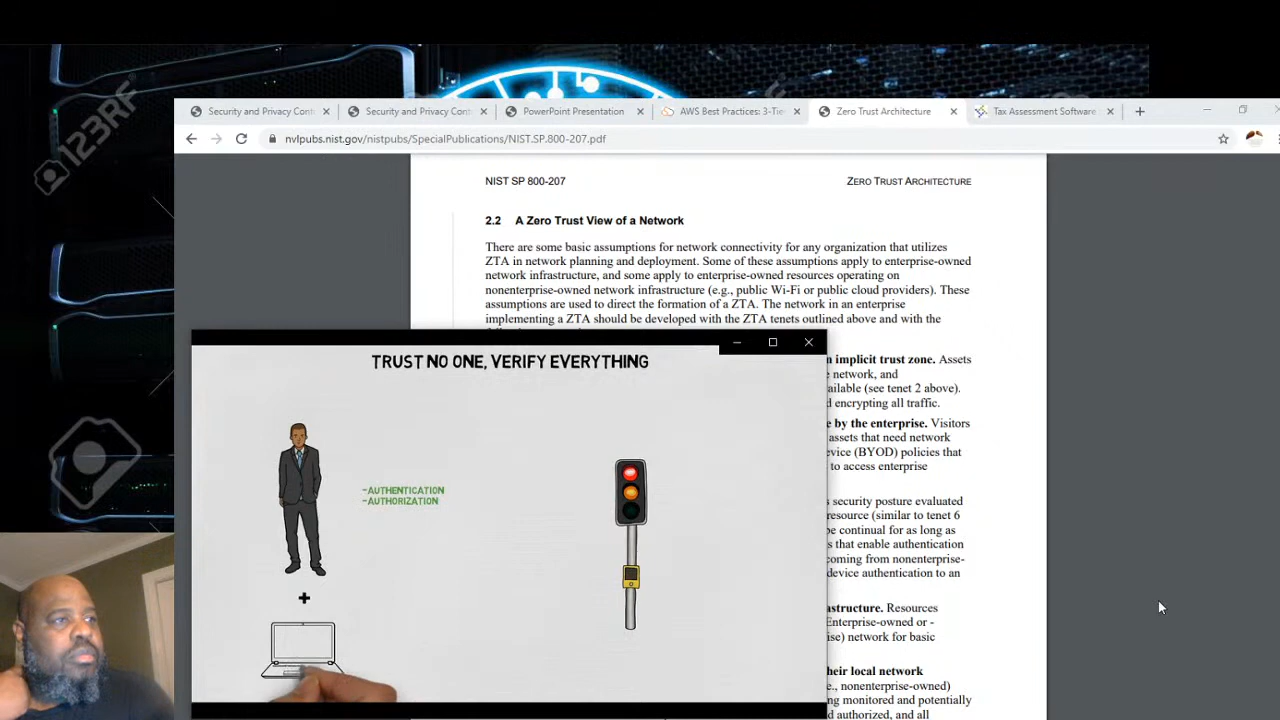 123RF
Security and Privacy Cont
Security and Privacy Cont
PowerPoint Presentation
AWS Best Practices: 3-Tie
Zero Trust Architecture
Tax Assessment Software
nvlpubs.nist.gov/nistpubs/SpecialPublications/NIST.SP.800-207.pdf
NIST SP 800-207
ZERO TRUST ARCHITECTURE
2.2 A Zero Trust View of a Network
There are some basic assumptions for network connectivity for any organization that utilizes
ZTA in network planning and deployment. Some of these assumptions apply to enterprise-owned
network infrastructure, and some apply to enterprise-owned resources operating on
nonenterprise-owned network infrastructure (e.g., public Wi-Fi or public cloud providers). These
assumptions are used to direct the formation of a ZTA. The network in an enterprise
implementing a ZTA should be developed with the ZTA tenets outlined above and with the
n implicit trust zone. Assets
e network, and
ailable (see tenet 2 above).
d encrypting all traffic.
e by the enterprise. Visitors
assets that need network
evice (BYOD) policies that
to access enterprise
s security posture evaluated
resource (similar to tenet 6
be continual for as long as
s that enable authentication
coming from nonenterprise-
device authentication to an
astructure. Resources
Enterprise-owned or -
ise) network for basic
heir local network
e., nonenterprise-owned)
ng monitored and potentially
d authorized, and all
TRUST NO ONE, VERIFY EVERYTHING
-AUTHENTICATION
-AUTHORIZATION